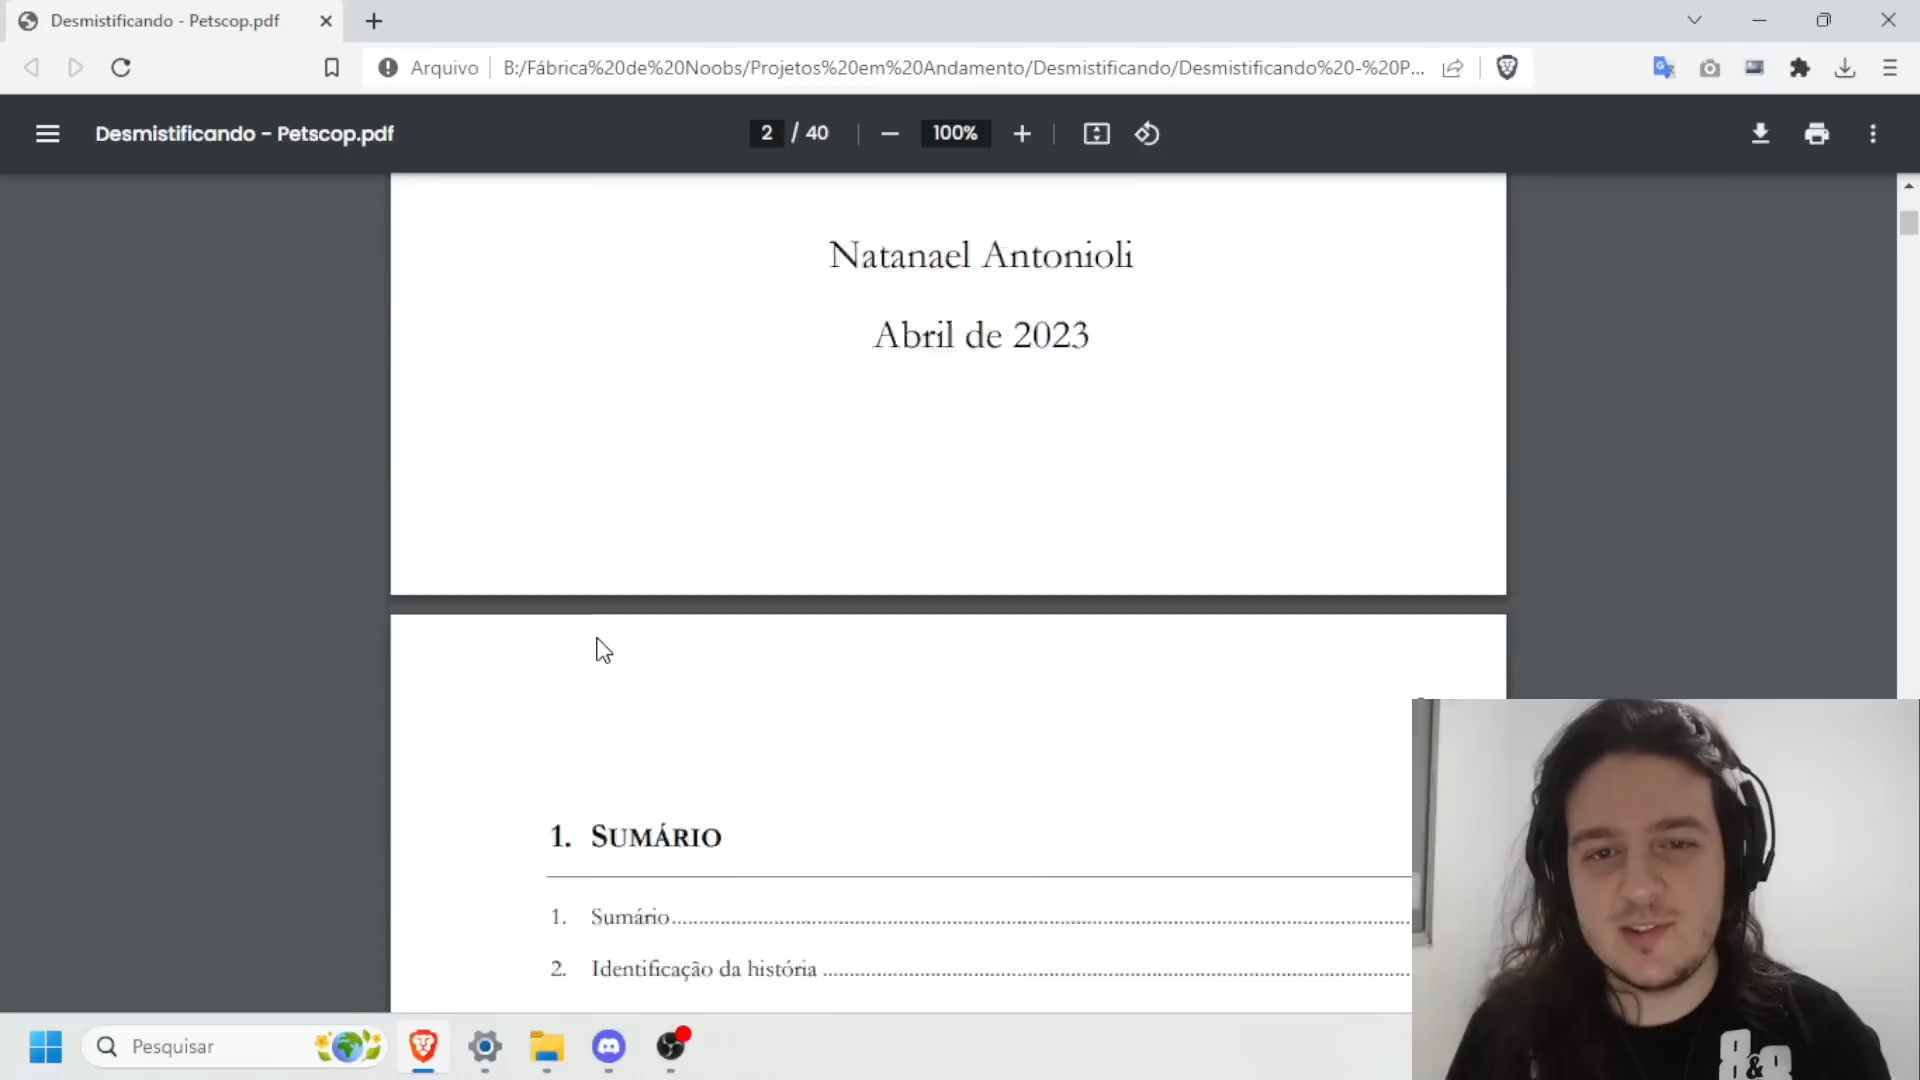 Desmistificando - Petscop.pdf
Arquivo
B:/Fábrica%20de%20Noobs/Projetos%20em%20Andamento/Desmistificando/Desmistificando%20-%20P...
Desmistificando - Petscop.pdf
2 / 40
100%
Natanael Antonioli
Abril de 2023
1. SUMÁRIO
1. Sumário
2. Identificação da história
Pesquisar